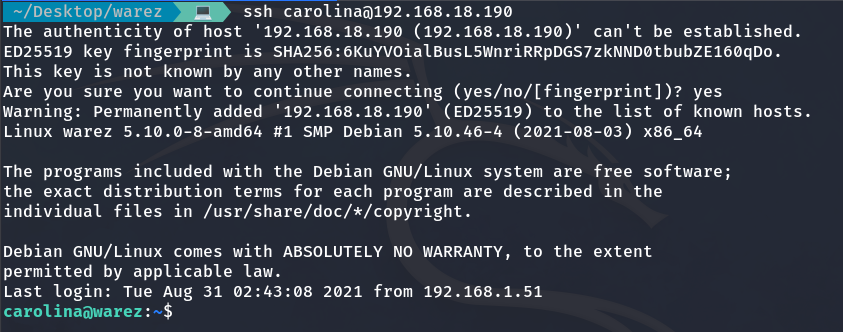 ~/Desktop/warez 💻 ssh carolina@192.168.18.190
The authenticity of host '192.168.18.190 (192.168.18.190)' can't be established.
ED25519 key fingerprint is SHA256:6KuYVOialBusL5WnriRRpDGS7zkNND0tbubZE160qDo.
This key is not known by any other names.
Are you sure you want to continue connecting (yes/no/[fingerprint])? yes
Warning: Permanently added '192.168.18.190' (ED25519) to the list of known hosts.
Linux warez 5.10.0-8-amd64 #1 SMP Debian 5.10.46-4 (2021-08-03) x86_64

The programs included with the Debian GNU/Linux system are free software;
the exact distribution terms for each program are described in the
individual files in /usr/share/doc/*/copyright.

Debian GNU/Linux comes with ABSOLUTELY NO WARRANTY, to the extent
permitted by applicable law.
Last login: Tue Aug 31 02:43:08 2021 from 192.168.1.51
carolina@warez:~$